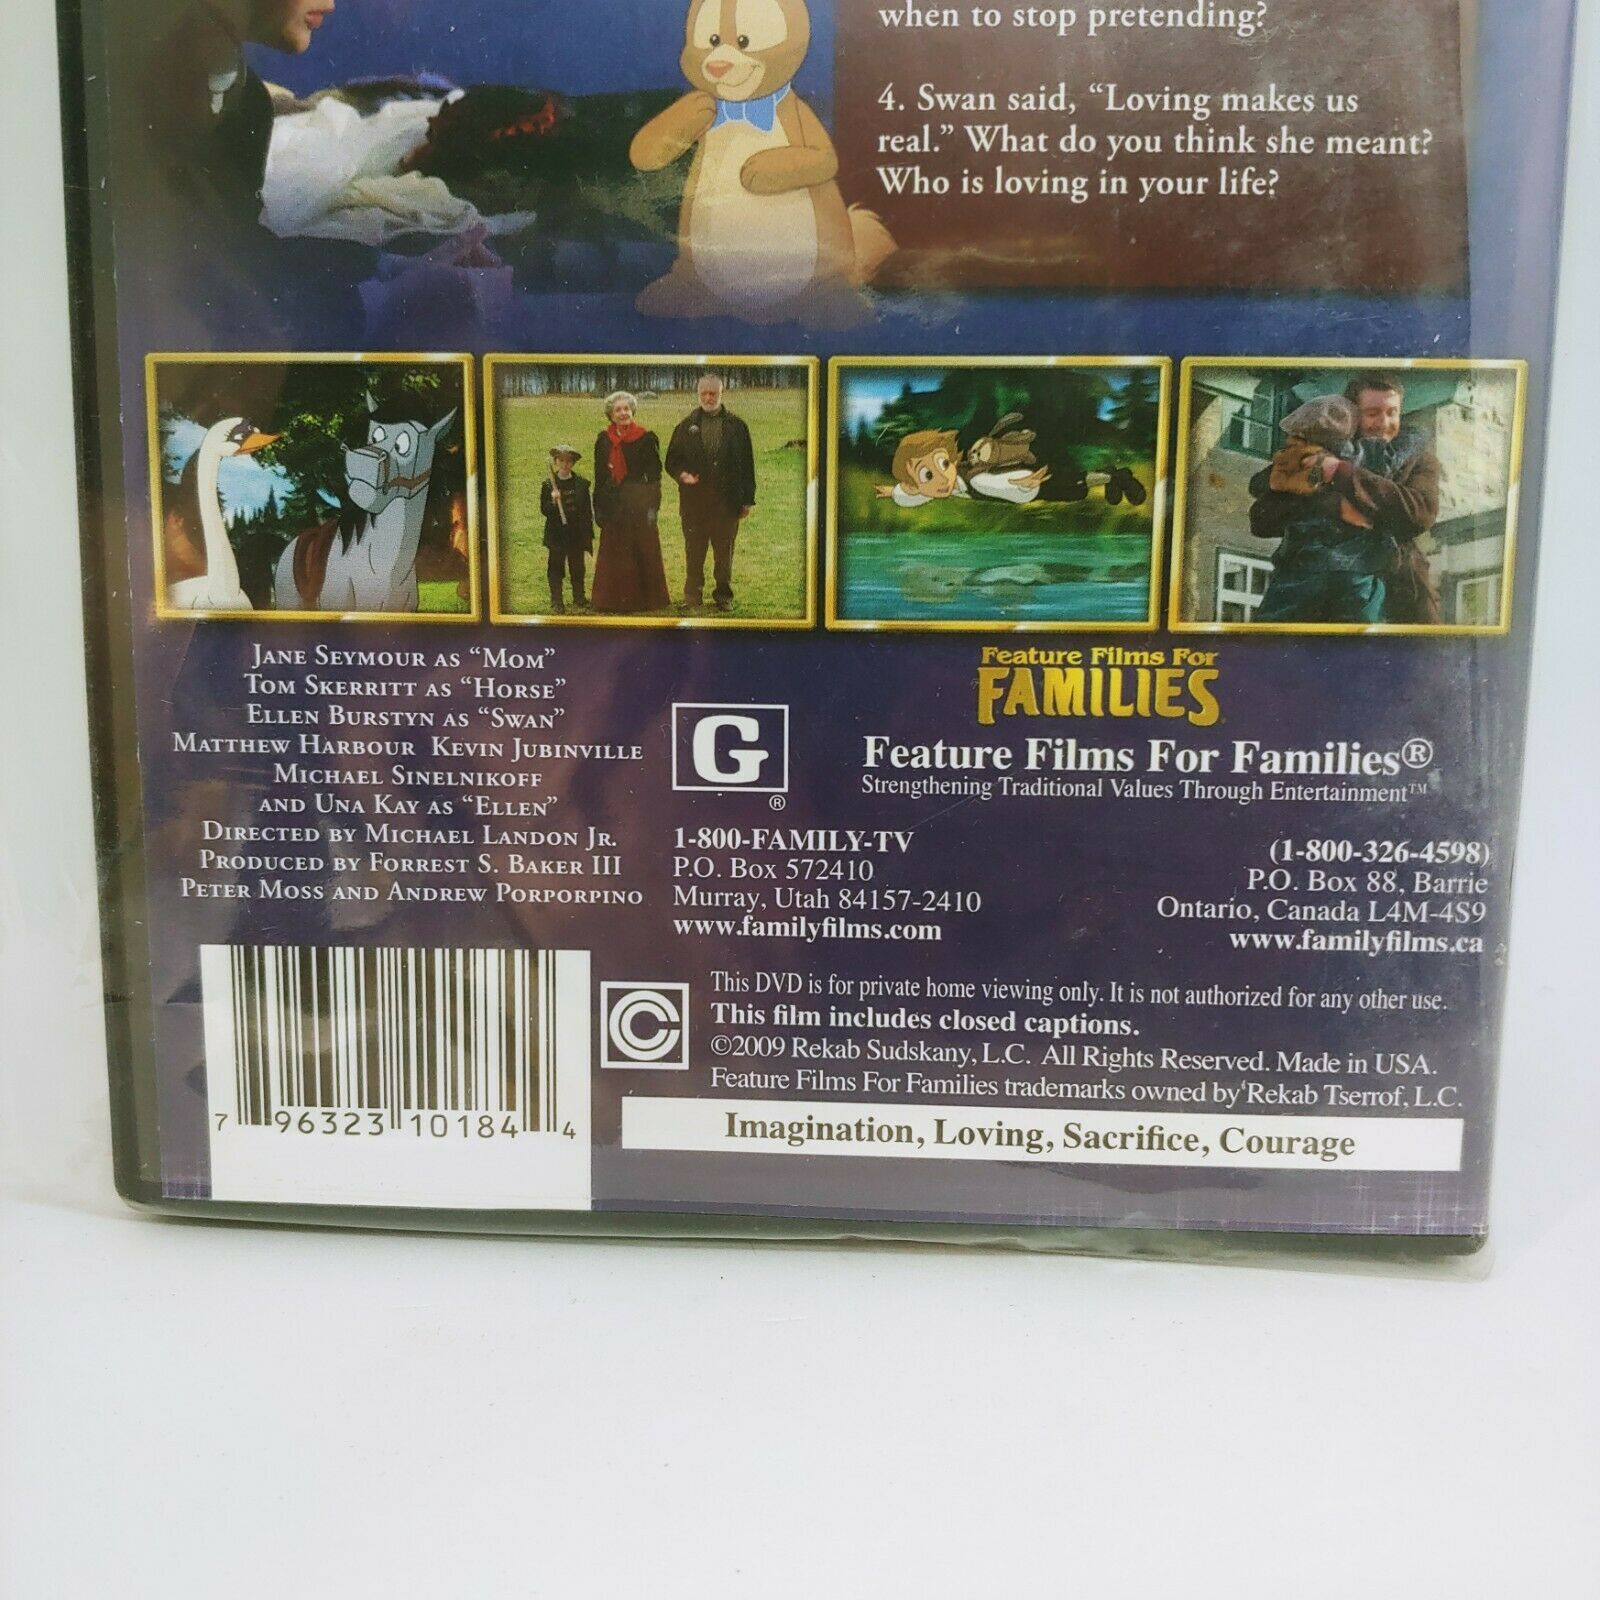 when to stop pretending?
4. Swan said, “Loving makes us
real.” What do you think she meant?
Who is loving in your life?
Jane Seymour as “Mom”
Tom Skerritt as “Horse”
Ellen Burstyn as “Swan”
Matthew Harbour Kevin Jubinville
Michael Sinelnikoff
and Una Kay as “Ellen”
Directed by Michael Landon Jr.
Produced by Forrest S. Baker III
Peter Moss and Andrew Porporpino
G
®
Feature Films For
FAMILIES
Feature Films For Families®
Strengthening Traditional Values Through Entertainment™
1-800-FAMILY-TV
P.O. Box 572410
Murray, Utah 84157-2410
www.familyfilms.com
(1-800-326-4598)
P.O. Box 88, Barrie
Ontario, Canada L4M-4S9
www.familyfilms.ca
CC
This DVD is for private home viewing only. It is not authorized for any other use.
This film includes closed captions.
©2009 Rekab Sudskany, L.C. All Rights Reserved. Made in USA.
Feature Films For Families trademarks owned by Rekab Tserrof, L.C.
7 96323 10184 4
Imagination, Loving, Sacrifice, Courage